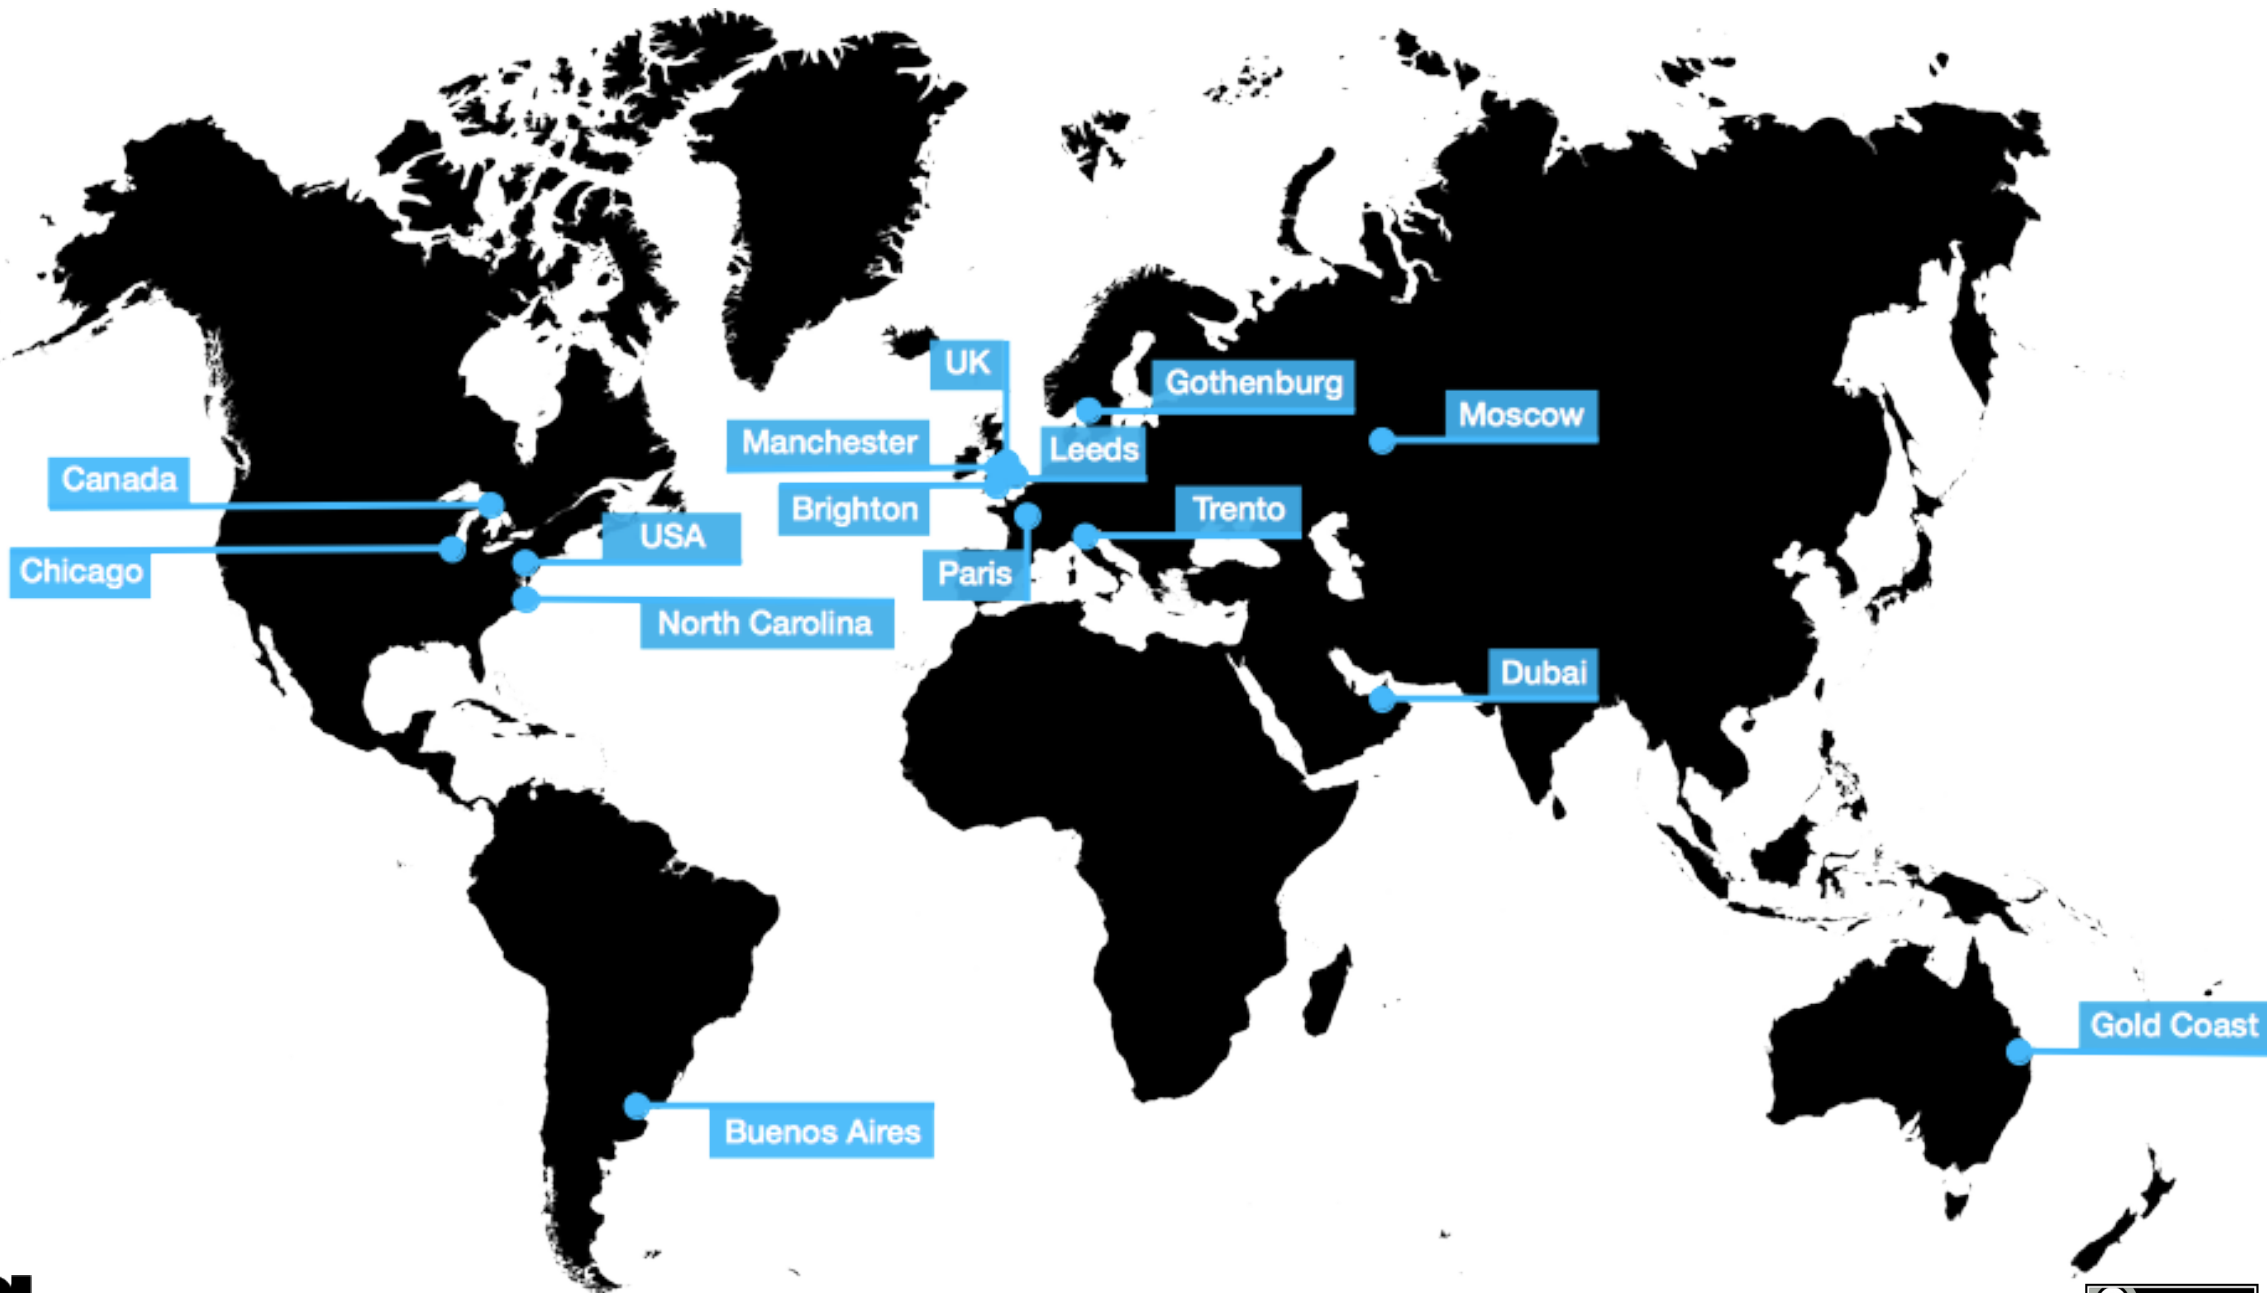 UK
Gothenburg
Moscow
Manchester
Leeds
Canada
Brighton
Trento
USA
Chicago
Paris
North Carolina
Dubai
Gold Coast
Buenos Aires